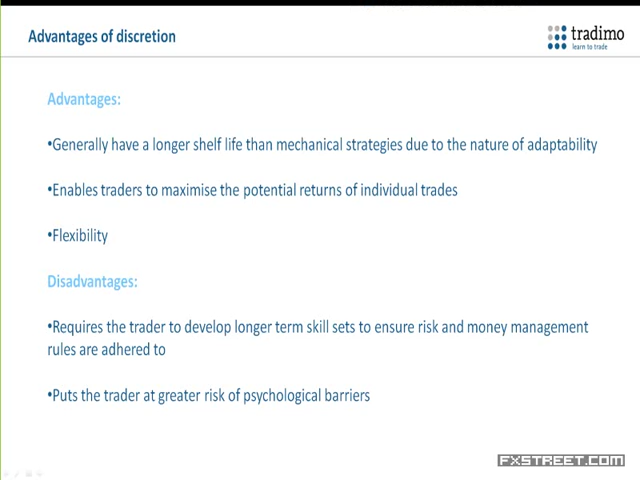 Advantages of discretion
tradimo
learn to trade
Advantages:
•Generally have a longer shelf life than mechanical strategies due to the nature of adaptability
•Enables traders to maximise the potential returns of individual trades
•Flexibility
Disadvantages:
•Requires the trader to develop longer term skill sets to ensure risk and money management
rules are adhered to
•Puts the trader at greater risk of psychological barriers
FXSTREET.COM